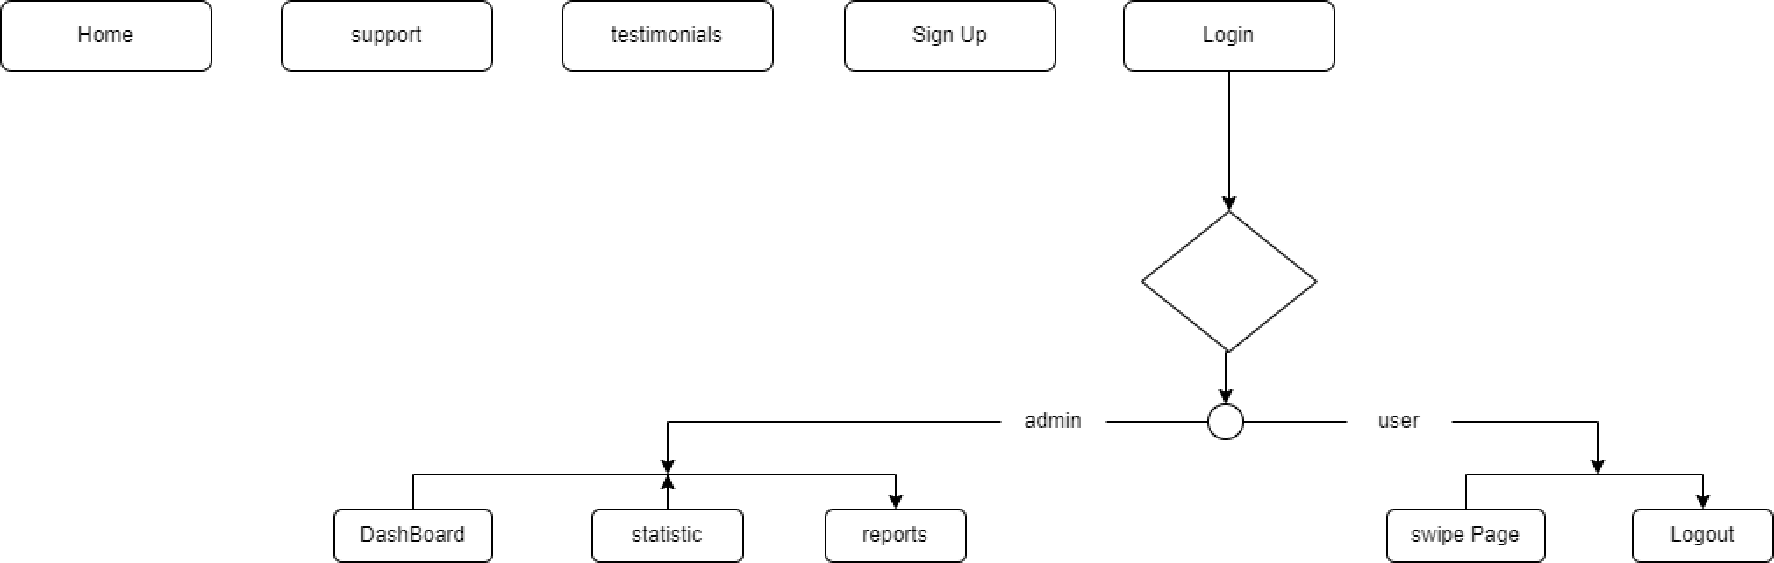 Home
support
testimonials
Sign Up
Login
admin
user
DashBoard
statistic
reports
swipe Page
Logout